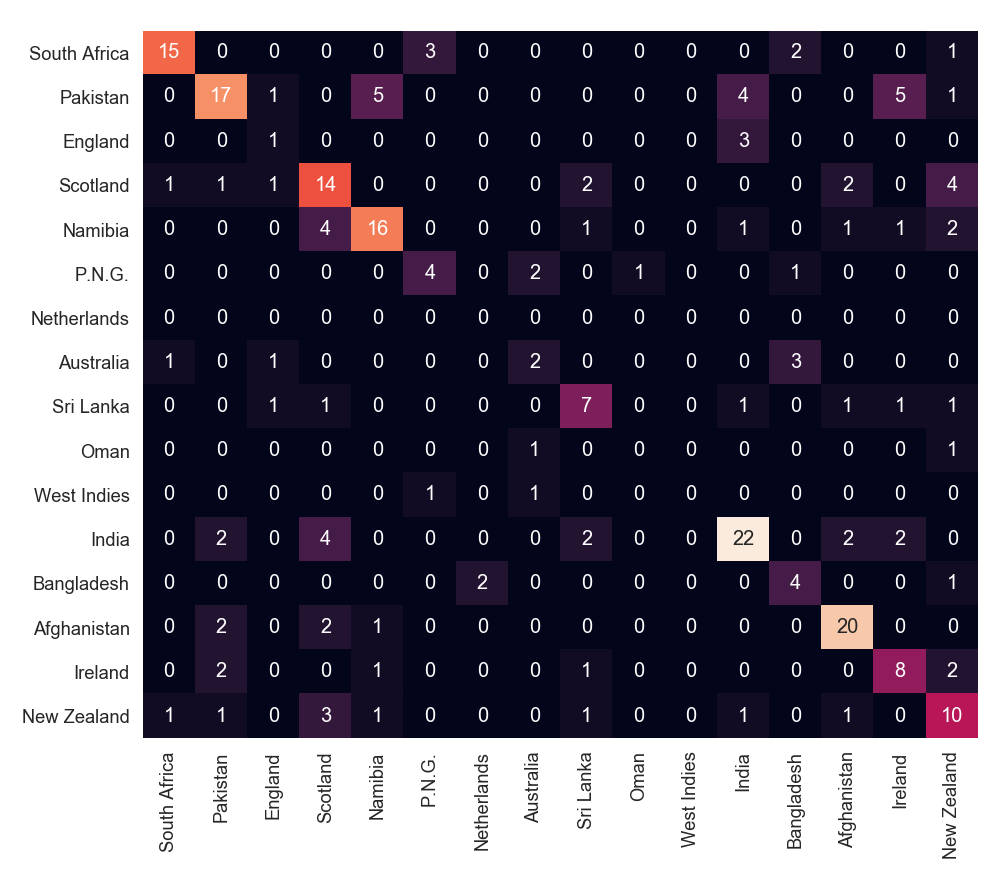 South Africa 15 0 0 0 0 3 0 0 0 0 0 0 2 0 0 1
Pakistan 0 17 1 0 5 0 0 0 0 0 0 4 0 0 5 1
England 0 0 1 0 0 0 0 0 0 0 0 3 0 0 0 0
Scotland 1 1 1 14 0 0 0 0 2 0 0 0 0 2 0 4
Namibia 0 0 0 4 16 0 0 0 1 0 0 1 0 1 1 2
P.N.G. 0 0 0 0 0 4 0 2 0 1 0 0 1 0 0 0
Netherlands 0 0 0 0 0 0 0 0 0 0 0 0 0 0 0 0
Australia 1 0 1 0 0 0 0 2 0 0 0 0 3 0 0 0
Sri Lanka 0 0 1 1 0 0 0 0 7 0 0 1 0 1 1 1
Oman 0 0 0 0 0 0 0 1 0 0 0 0 0 0 0 1
West Indies 0 0 0 0 0 1 0 1 0 0 0 0 0 0 0 0
India 0 2 0 4 0 0 0 0 2 0 0 22 0 2 2 0
Bangladesh 0 0 0 0 0 0 2 0 0 0 0 0 4 0 0 1
Afghanistan 0 2 0 2 1 0 0 0 0 0 0 0 0 20 0 0
Ireland 0 2 0 0 1 0 0 0 1 0 0 0 0 0 8 2
New Zealand 1 1 0 3 1 0 0 0 1 0 0 1 0 1 0 10
South Africa
Pakistan
England
Scotland
Namibia
P.N.G.
Netherlands
Australia
Sri Lanka
Oman
West Indies
India
Bangladesh
Afghanistan
Ireland
New Zealand